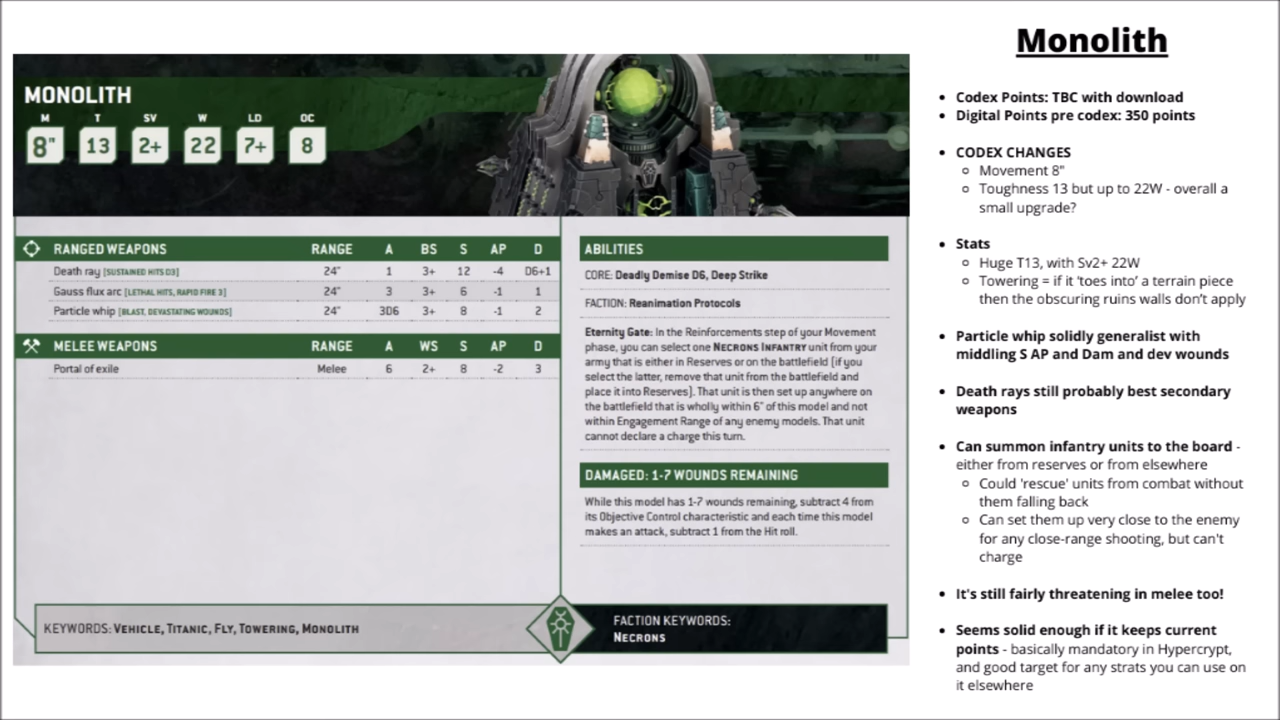 Monolith
MONOLITH
M T SV W LD OC
8" 13 2+ 22 7+ 8
RANGED WEAPONS RANGE A BS S AP D
Death ray [SUSTAINED HITS D3] 24" 1 3+ 12 -4 D6+1
Gauss flux arc [LETHAL HITS, RAPID FIRE 3] 24" 3 3+ 6 -1 1
Particle whip [BLAST, DEVASTATING WOUNDS] 24" 3D6 3+ 8 -1 2
MELEE WEAPONS RANGE A WS S AP D
Portal of exile Melee 6 2+ 8 -2 3
ABILITIES
CORE: Deadly Demise D6, Deep Strike
FACTION: Reanimation Protocols
Eternity Gate: In the Reinforcements step of your Movement
phase, you can select one NECRONS INFANTRY unit from your
army that is either in Reserves or on the battlefield [if you
select the latter, remove that unit from the battlefield and
place it into Reserves]. That unit is then set up anywhere on
the battlefield that is wholly within 6" of this model and not
within Engagement Range of any enemy models. That unit
cannot declare a charge this turn.
DAMAGED: 1-7 WOUNDS REMAINING
While this model has 1-7 wounds remaining, subtract 4 from
its Objective Control characteristic and each time this model
makes an attack, subtract 1 from the Hit roll.
KEYWORDS: VEHICLE, TITANIC, FLY, TOWERING, MONOLITH
FACTION KEYWORDS:
NECRONS
• Codex Points: TBC with download
• Digital Points pre codex: 350 points
• CODEX CHANGES
○ Movement 8"
○ Toughness 13 but up to 22W - overall a
small upgrade?
• Stats
○ Huge T13, with Sv2+ 22W
○ Towering = if it 'toes into' a terrain piece
then the obscuring ruins walls don't apply
• Particle whip solidly generalist with
middling S AP and Dam and dev wounds
• Death rays still probably best secondary
weapons
• Can summon infantry units to the board -
either from reserves or from elsewhere
○ Could 'rescue' units from combat without
them falling back
○ Can set them up very close to the enemy
for any close-range shooting, but can't
charge
• It's still fairly threatening in melee too!
• Seems solid enough if it keeps current
points - basically mandatory in Hypercrypt,
and good target for any strats you can use on
it elsewhere